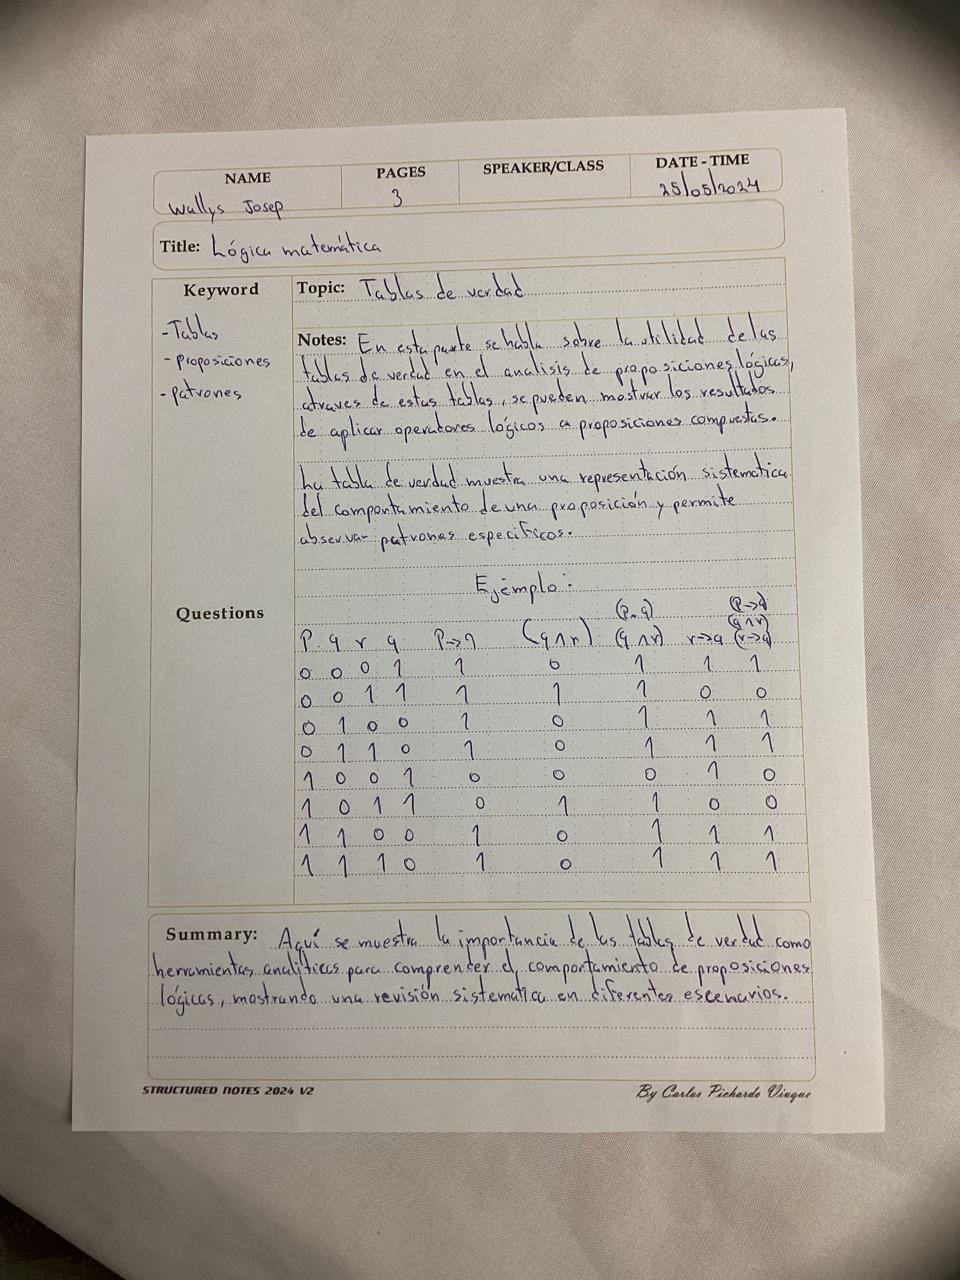 NAME PAGES SPEAKER/CLASS DATE - TIME
Wallys Josep 3 25/05/2024
Title: Lógica matemática
Keyword Topic: Tablas de verdad
-Tablas
- proposiciones
- patrones
Notes: En esta parte se habla sobre la utilidad de las
tablas de verdad en el analisis de proposiciones lógicas,
atraves de estas tablas, se pueden mostrar los resultados
de aplicar operadores lógicos a proposiciones compuestas.
La tabla de verdad muestra una representación sistematica
del comportamiento de una proposición y permite
observar patrones especificos.
Ejemplo:
Questions
(P→q)
(P→q) (q∧r)
P q r q P→q (q∧r) (q∧r) r→q (r→q)
0 0 0 1 1 0 1 1 1
0 0 1 1 1 1 1 0 0
0 1 0 0 1 0 1 1 1
0 1 1 0 1 0 1 1 1
1 0 0 1 0 0 0 1 0
1 0 1 1 0 1 1 0 0
1 1 0 0 1 0 1 1 1
1 1 1 0 1 0 1 1 1
Summary: Aquí se muestra la importancia de las tablas de verdad como
herramientas analíticas para comprender el comportamiento de proposiciones
lógicas, mostrando una revisión sistematica en diferentes escenarios.
STRUCTURED NOTES 2024 V2 By Carlos Pichardo Viuque